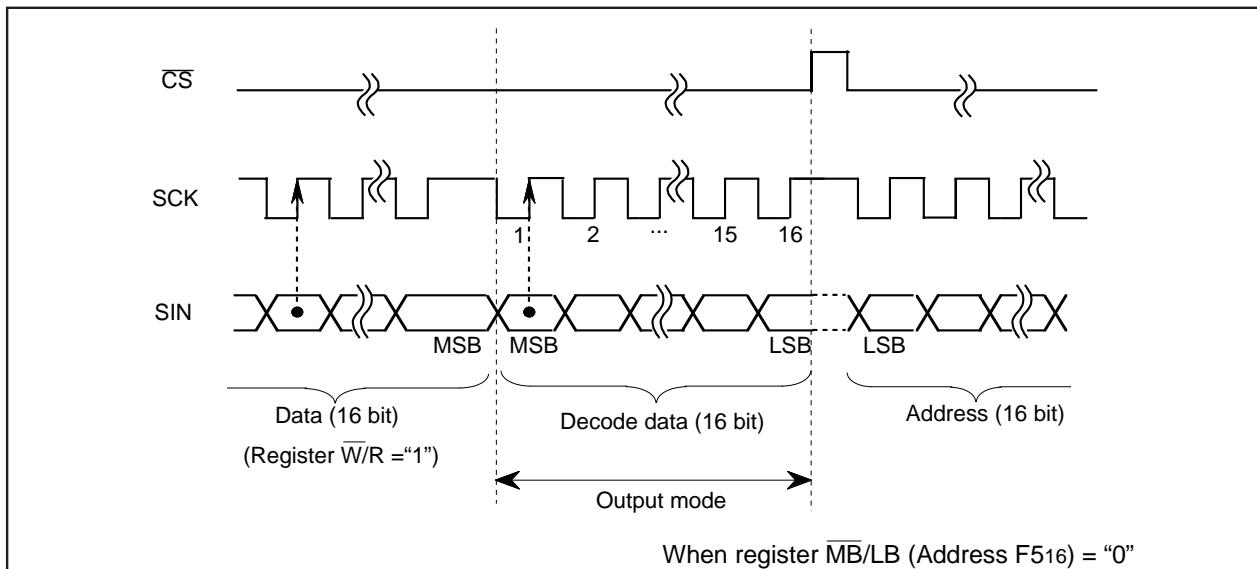 CS
SCK
1 2 ... 15 16
SIN
MSB MSB LSB LSB
Data (16 bit) Decode data (16 bit) Address (16 bit)
(Register W/R =“1”)
Output mode
When register MB/LB (Address F516) = “0”